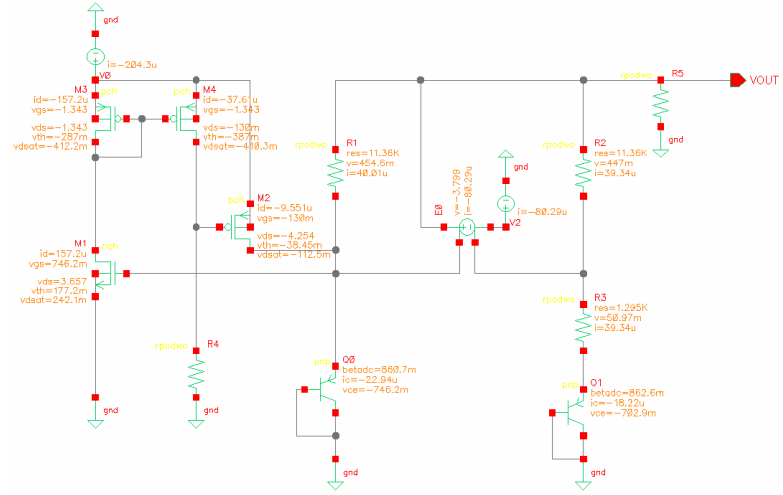 gnd
i=-204.3u
V0
M3
pch
id=-157.2u
vgs=-1.343
vds=-1.343
vth=-287m
vdsat=-412.2m
M4
pch
id=-37.61u
vgs=-1.343
vds=-130m
vth=-387m
vdsat=-410.3m
M2
pch
id=-9.551u
vgs=-130m
vds=-4.254
vth=-38.45m
vdsat=-112.5m
M1
nch
id=157.2u
vgs=746.2m
vds=3.657
vth=177.2m
vdsat=242.1m
gnd
rpodwo
R4
gnd
rpodwo
R1
res=11.36K
v=454.6m
i=40.01u
pnp
Q0
betadc=860.7m
ic=-22.94u
vce=-746.2m
gnd
E0
v=-3.799
i=-80.29u
gnd
i=-80.29u
V2
rpodwo
R2
res=11.36K
v=447m
i=39.34u
rpodwo
R3
res=1.295K
v=50.97m
i=39.34u
pnp
Q1
betadc=862.6m
ic=-18.22u
vce=-702.9m
gnd
rpodwo
R5
gnd
VOUT